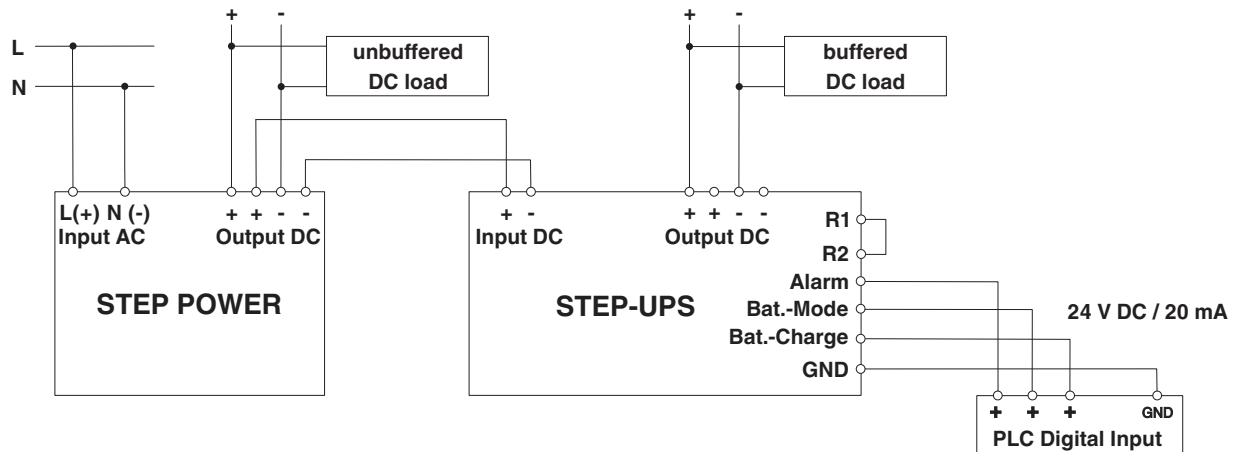 + - + -
L
N
unbuffered
DC load
buffered
DC load
L(+) N (-)
Input AC
+ + - -
Output DC
+ -
Input DC
+ + - -
Output DC
R1
R2
Alarm
Bat.-Mode
Bat.-Charge
GND
STEP POWER
STEP-UPS
24 V DC / 20 mA
+ + + GND
PLC Digital Input